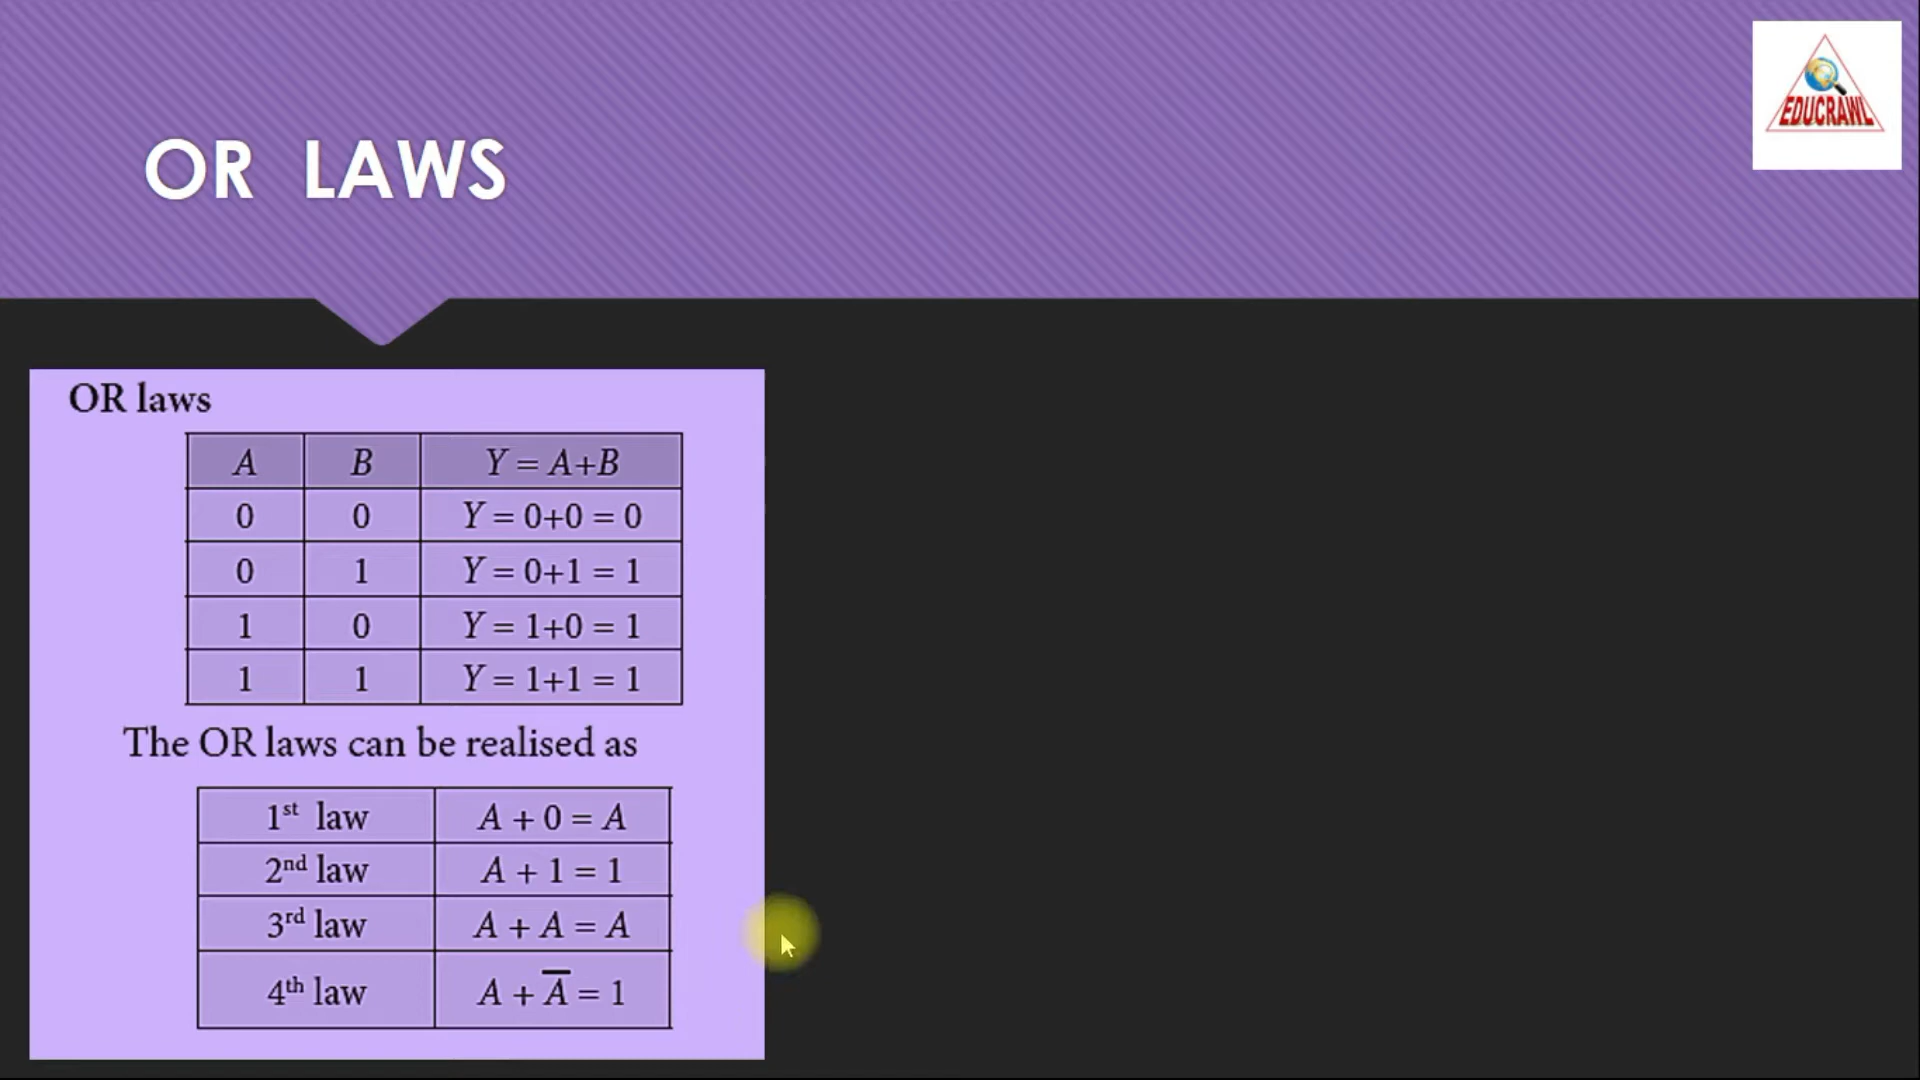 EDUCRAWL
OR LAWS
OR laws
A B Y = A+B
0 0 Y = 0+0 = 0
0 1 Y = 0+1 = 1
1 0 Y = 1+0 = 1
1 1 Y = 1+1 = 1
The OR laws can be realised as
1st law A + 0 = A
2nd law A + 1 = 1
3rd law A + A = A
4th law A + A̅ = 1